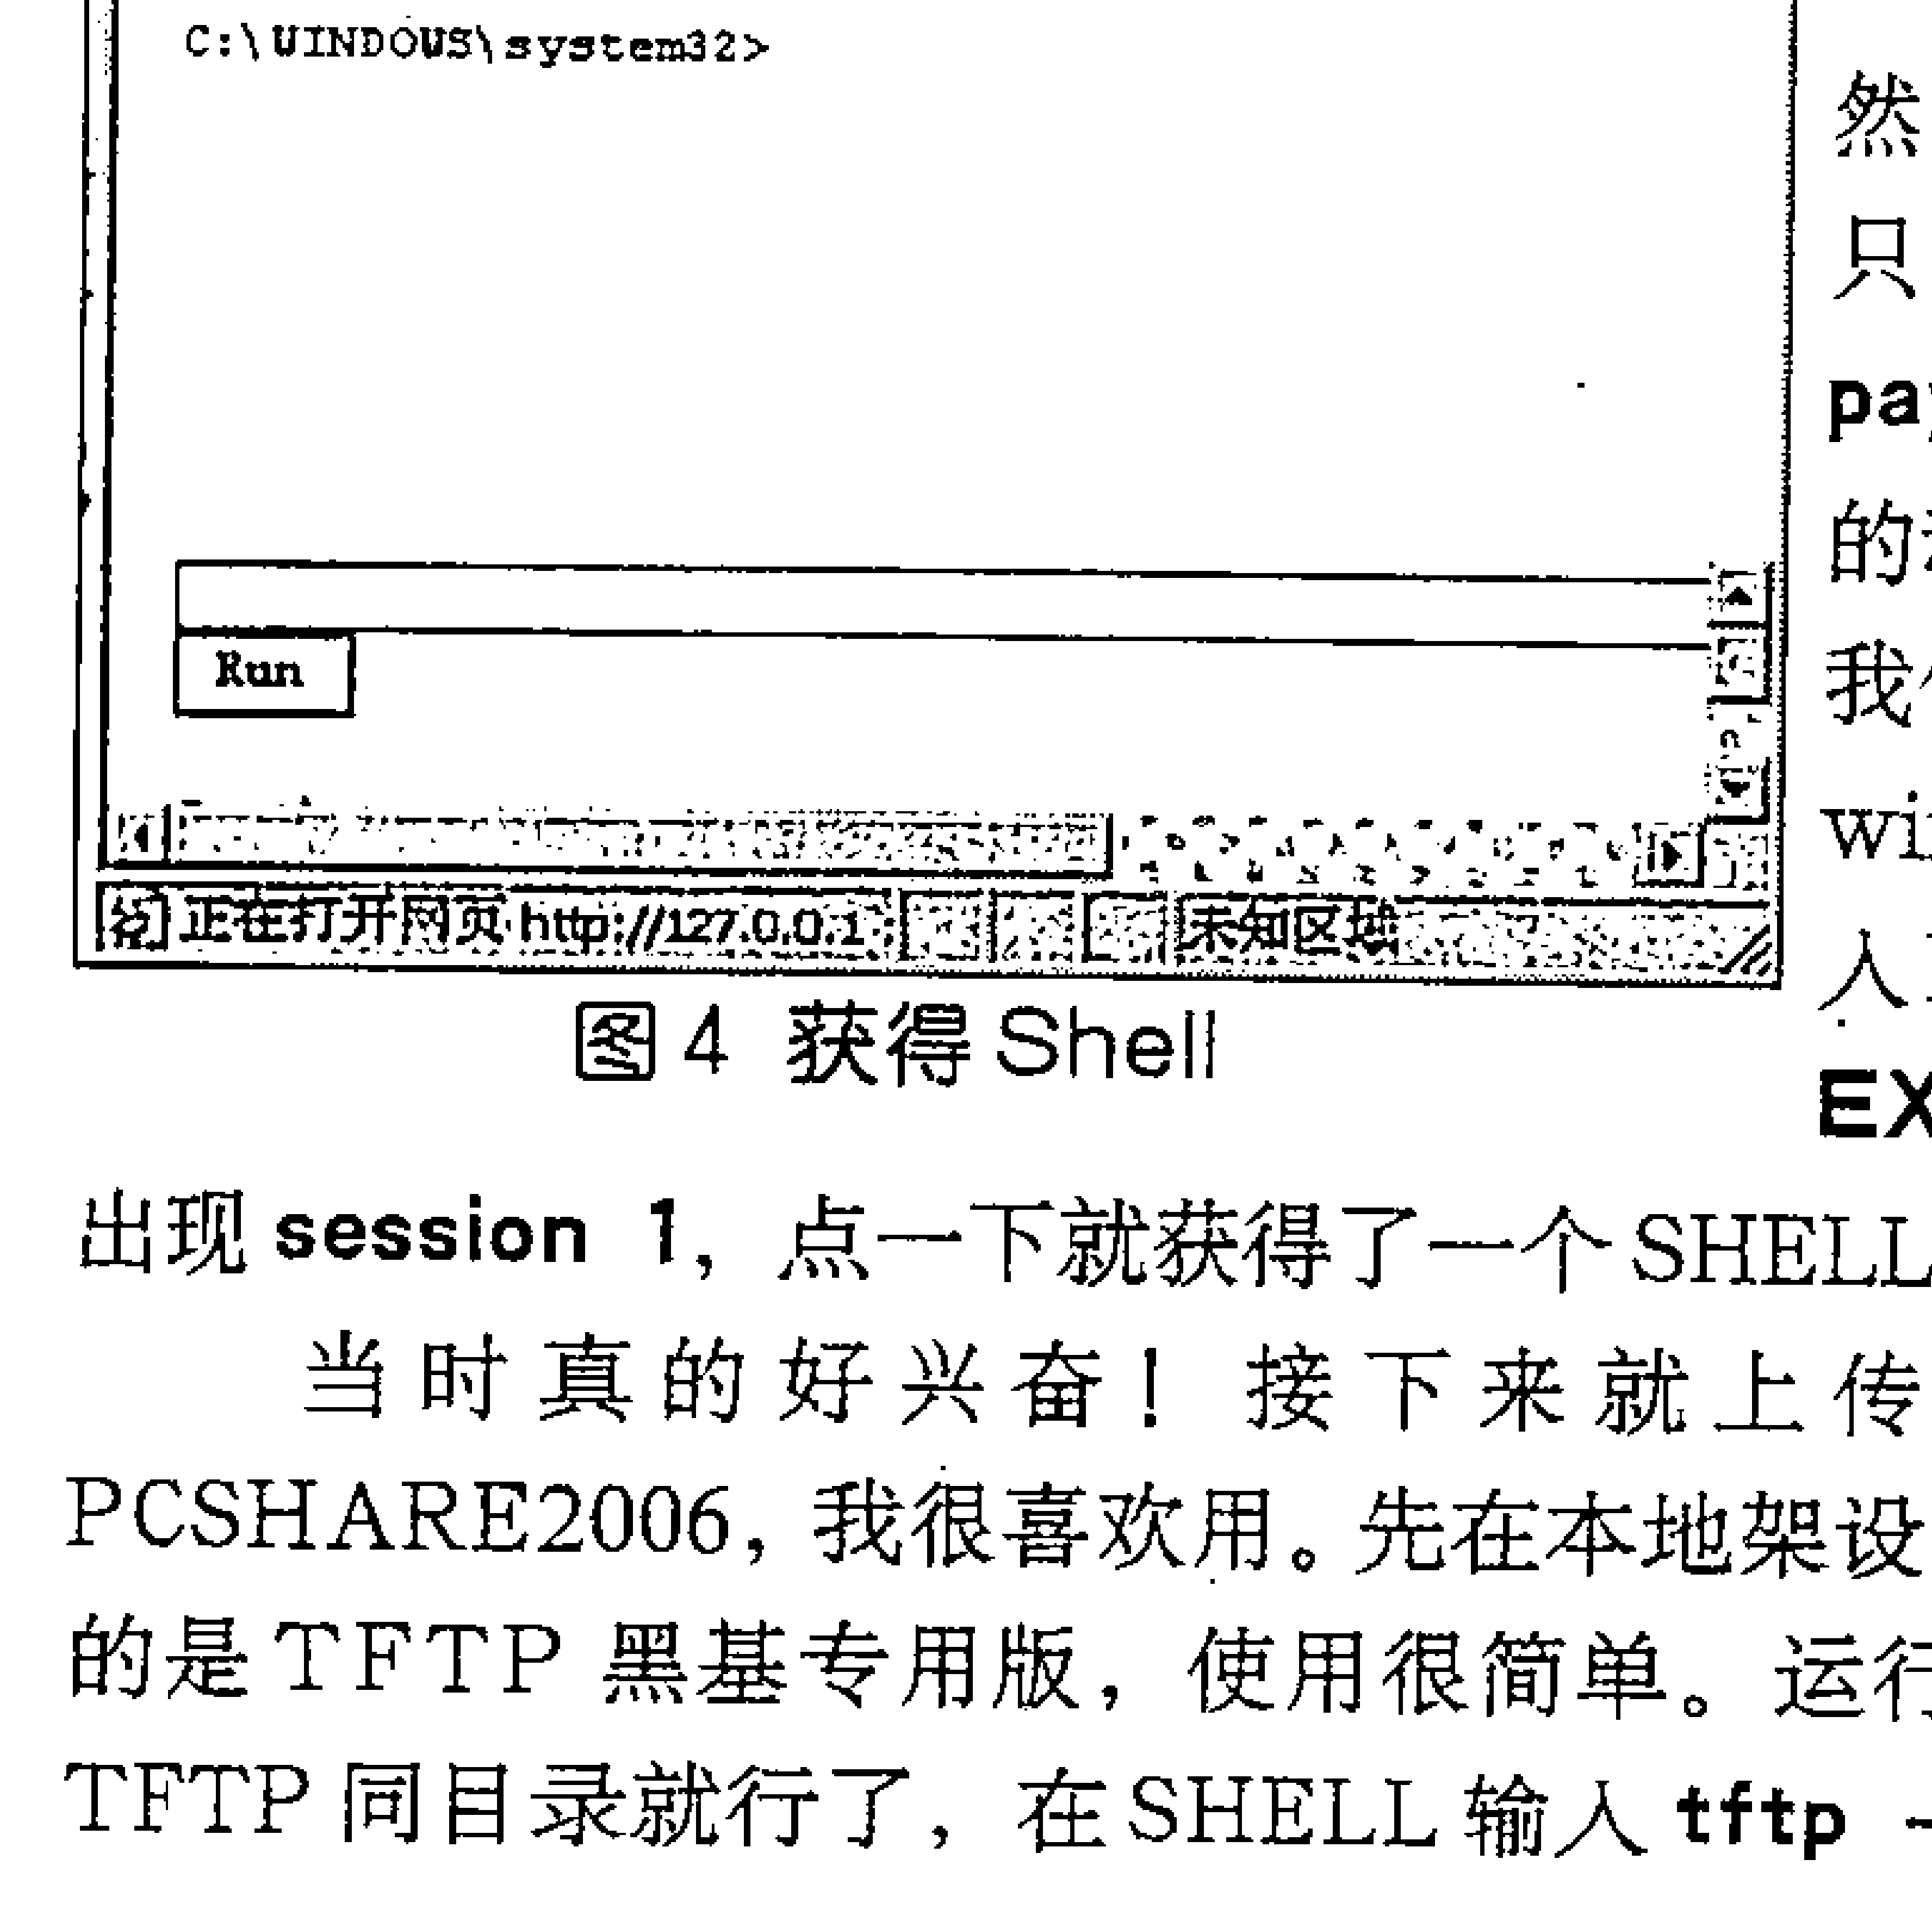 C:\WINDOWS\system32>
Run
正在打开网页 http://127.0.0.1
未知区域
图 4 获得 Shell
出现 session 1, 点一下就获得了一个 SHELL
当时真的好兴奋！接下来就上传
PCSHARE2006, 我很喜欢用。先在本地架设
的是 TFTP 黑基专用版，使用很简单。运行
TFTP 同目录就行了，在 SHELL 输入 tftp -
然
只
的
我
入